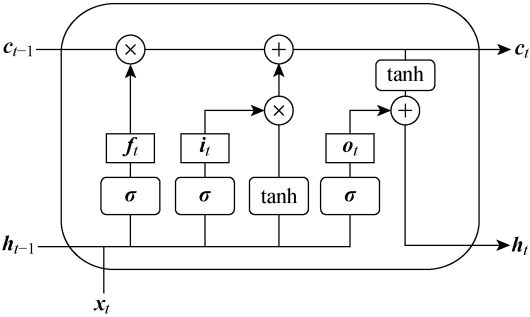 c_{t−1} × + c_t
tanh
× +
f_t i_t o_t
σ σ tanh σ
h_{t−1} h_t
x_t